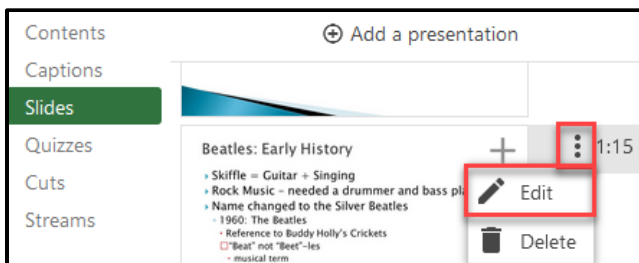 Contents
Captions
Slides
Quizzes
Cuts
Streams
Add a presentation
Beatles: Early History
Skiffle = Guitar + Singing
Rock Music - needed a drummer and bass
Name changed to the Silver Beatles
1960: The Beatles
Reference to Buddy Holly's Crickets
"Beat" not "Beet"-les
musical term
1:15
Edit
Delete